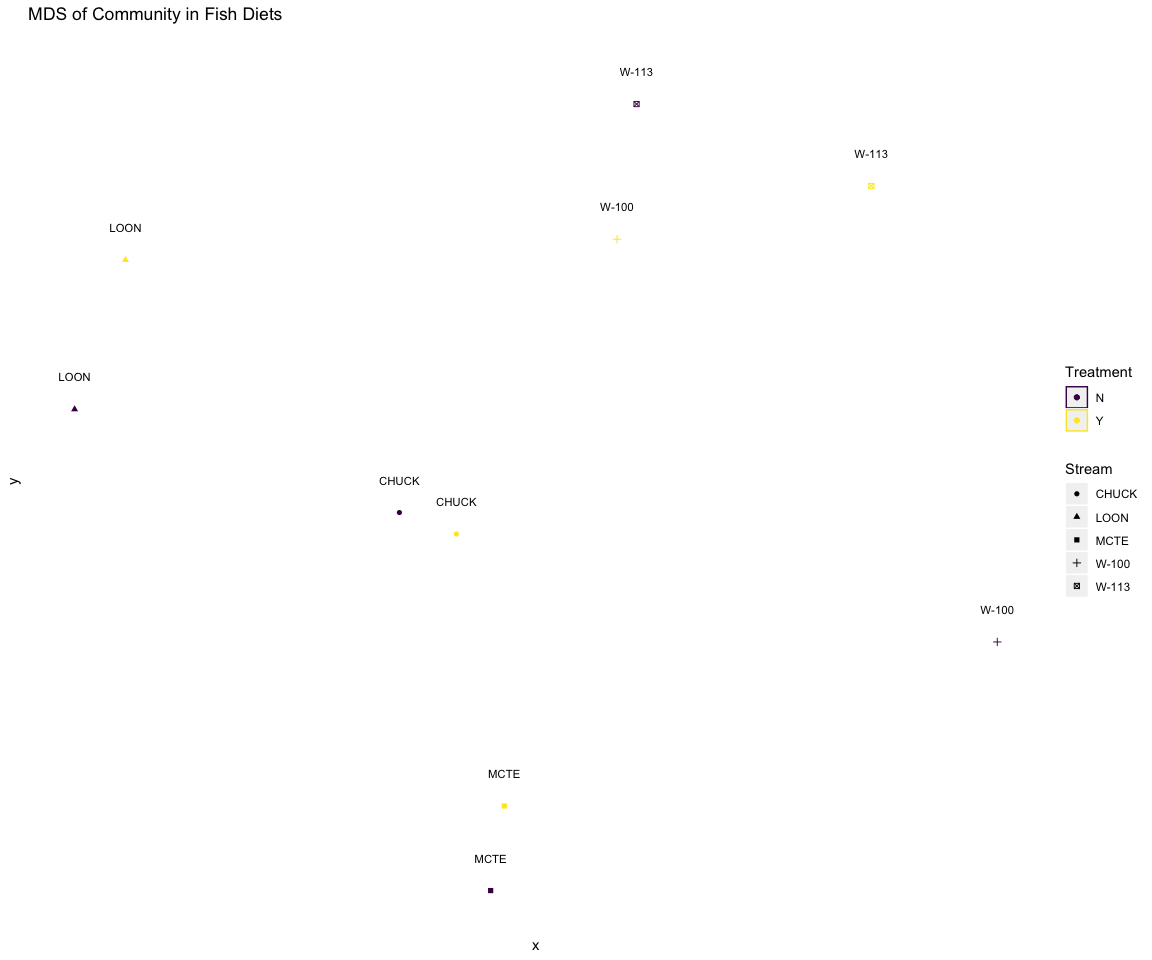 MDS of Community in Fish Diets
W-113
W-113
W-100
LOON
LOON
CHUCK
CHUCK
W-100
MCTE
MCTE
y
x
Treatment
N
Y
Stream
CHUCK
LOON
MCTE
W-100
W-113